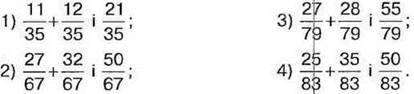 1) 11/35 + 12/35 і 21/35;
2) 27/67 + 32/67 і 50/67;
3) 27/79 + 28/79 і 55/79;
4) 25/83 + 35/83 і 50/83.